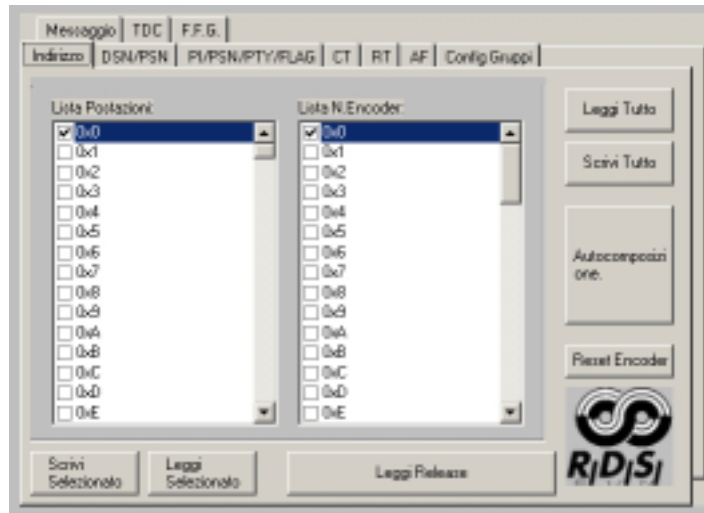 Messaggio TDC F.F.G.
Indirizzo DSN/PSN PI/PSN/PTY/FLAG CT RT AF Config Gruppi
Lista Postazioni: Lista N.Encoder:
0x0 0x0
0x1 0x1
0x2 0x2
0x3 0x3
0x4 0x4
0x5 0x5
0x6 0x6
0x7 0x7
0x8 0x8
0x9 0x9
0xA 0xA
0xB 0xB
0xC 0xC
0xD 0xD
0xE 0xE
Leggi Tutto
Scrivi Tutto
Autocomposizi
one.
Reset Encoder
R|D|S|
Scrivi
Selezionato
Leggi
Selezionato
Leggi Release